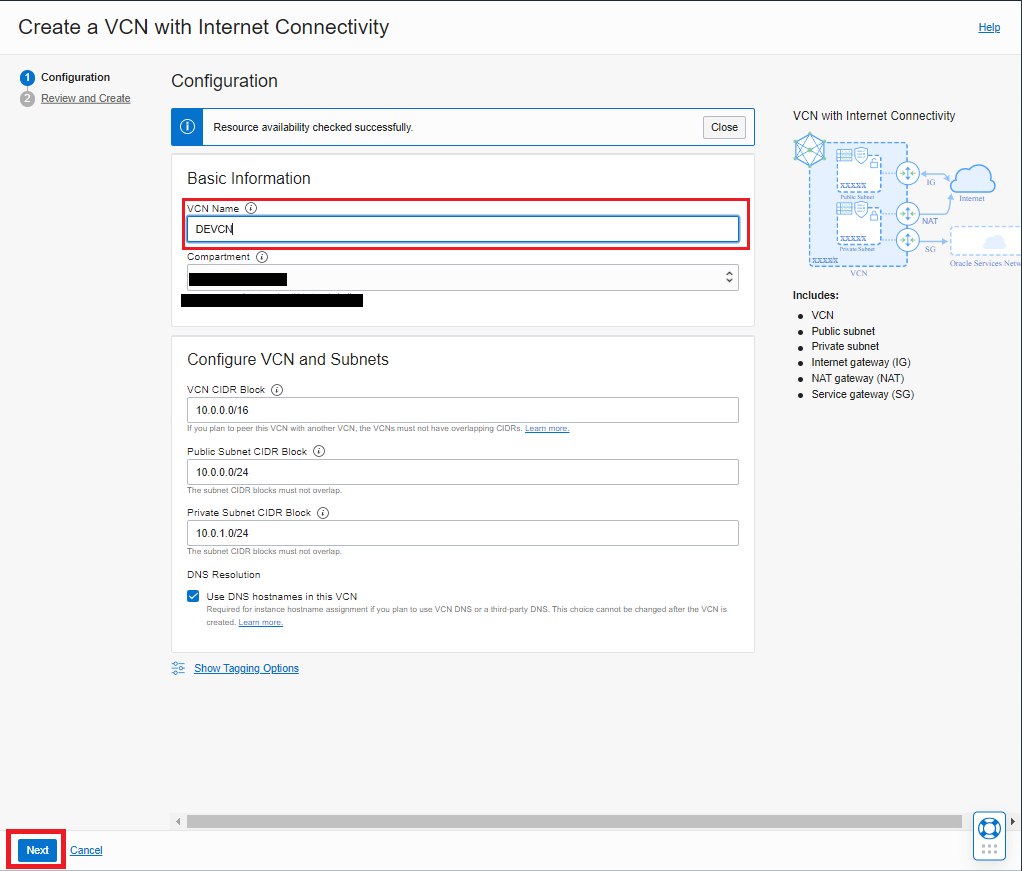 Create a VCN with Internet Connectivity
Help
1 Configuration
2 Review and Create
Configuration
Resource availability checked successfully.
Close
Basic Information
VCN Name
DEVCN
Compartment
Configure VCN and Subnets
VCN CIDR Block
10.0.0.0/16
If you plan to peer this VCN with another VCN, the VCNs must not have overlapping CIDRs. Learn more.
Public Subnet CIDR Block
10.0.0.0/24
The subnet CIDR blocks must not overlap.
Private Subnet CIDR Block
10.0.1.0/24
The subnet CIDR blocks must not overlap.
DNS Resolution
Use DNS hostnames in this VCN
Required for instance hostname assignment if you plan to use VCN DNS or a third-party DNS. This choice cannot be changed after the VCN is
created. Learn more.
Show Tagging Options
VCN with Internet Connectivity
XXXXX
Public Subnet
IG
Internet
NAT
XXXXX
Private Subnet
SG
XXXXX
VCN
Oracle Services Netw
Includes:
VCN
Public subnet
Private subnet
Internet gateway (IG)
NAT gateway (NAT)
Service gateway (SG)
Next
Cancel